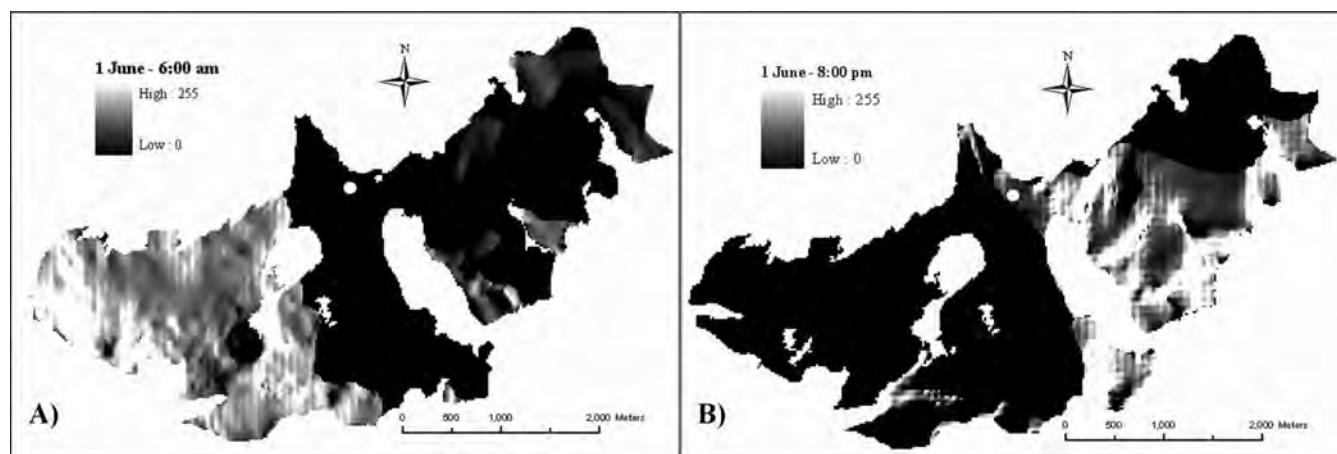 N
1 June - 6:00 am
High : 255
Low : 0
A)
0 500 1,000 2,000 Meters
N
1 June - 8:00 pm
High : 255
Low : 0
B)
0 500 1,000 2,000 Meters